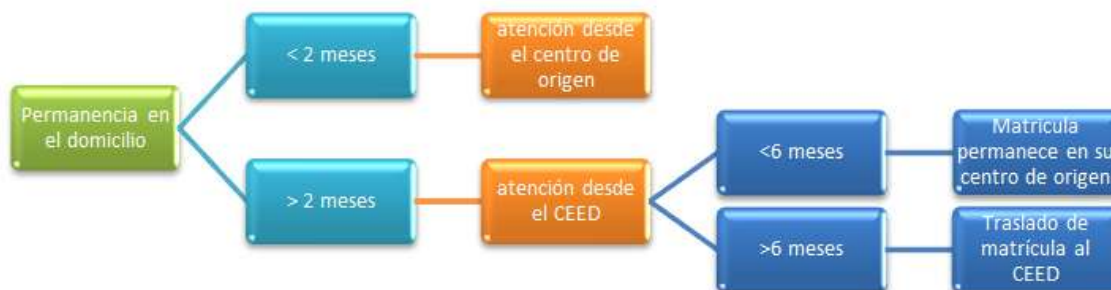 Permanencia en
el domicilio
< 2 meses
atención desde
el centro de
origen
> 2 meses
atención desde
el CEED
<6 meses
Matricula
permanece en su
centro de origen
>6 meses
Traslado de
matrícula al
CEED